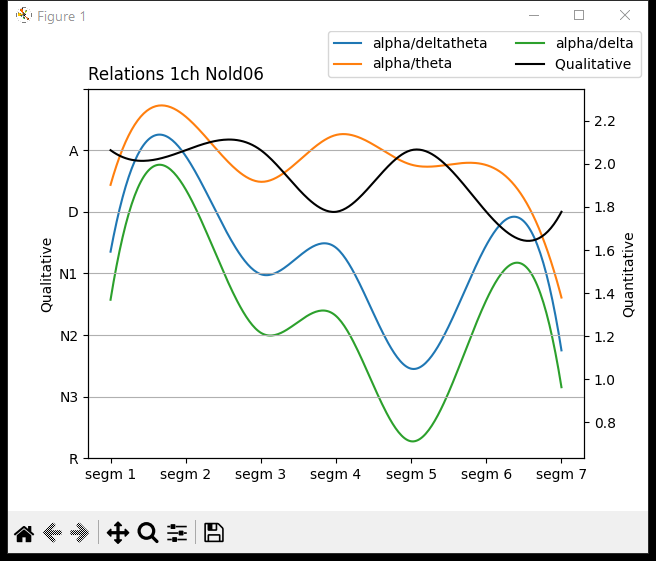 Figure 1
alpha/deltatheta
alpha/delta
alpha/theta
Qualitative
Relations 1ch Nold06
A
D
N1
N2
N3
R
Qualitative
2.2
2.0
1.8
1.6
1.4
1.2
1.0
0.8
Quantitative
segm 1 segm 2 segm 3 segm 4 segm 5 segm 6 segm 7